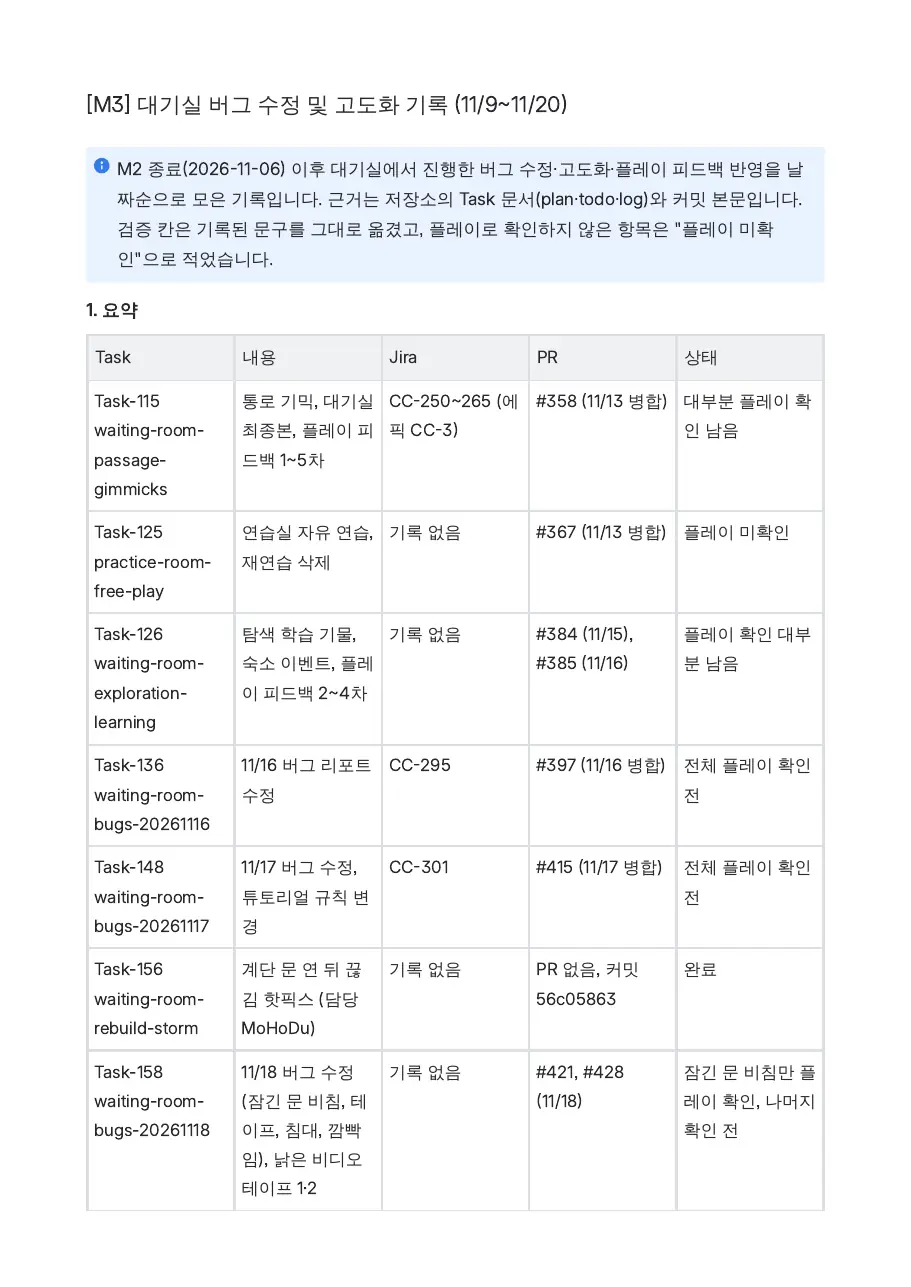 [M3] 대기실 버그 수정 및 고도화 기록 (11/9~11/20)
M2 종료(2026-11-06) 이후 대기실에서 진행한 버그 수정·고도화·플레이 피드백 반영을 날
짜순으로 모은 기록입니다. 근거는 저장소의 Task 문서(plan·todo·log)와 커밋 본문입니다.
검증 칸은 기록된 문구를 그대로 옮겼고, 플레이로 확인하지 않은 항목은 "플레이 미확
인"으로 적었습니다.
1. 요약
Task 내용 Jira PR 상태
Task-115 통로 기믹, 대기실 CC-250~265 (에 #358 (11/13 병합) 대부분 플레이 확
waiting-room- 최종본, 플레이 피 픽 CC-3) 인 남음
passage- 드백 1~5차
gimmicks
Task-125 연습실 자유 연습, 기록 없음 #367 (11/13 병합) 플레이 미확인
practice-room- 재연습 삭제
free-play
Task-126 탐색 학습 기물, 기록 없음 #384 (11/15), 플레이 확인 대부
waiting-room- 숙소 이벤트, 플레 #385 (11/16) 분 남음
exploration- 이 피드백 2~4차
learning
Task-136 11/16 버그 리포트 CC-295 #397 (11/16 병합) 전체 플레이 확인
waiting-room- 수정 전
bugs-20261116
Task-148 11/17 버그 수정, CC-301 #415 (11/17 병합) 전체 플레이 확인
waiting-room- 튜토리얼 규칙 변 전
bugs-20261117 경
Task-156 계단 문 연 뒤 끊 기록 없음 PR 없음, 커밋 완료
waiting-room- 김 핫픽스 (담당 56c05863
rebuild-storm MoHoDu)
Task-158 11/18 버그 수정 기록 없음 #421, #428 잠긴 문 비침만 플
waiting-room- (잠긴 문 비침, 테 (11/18) 레이 확인, 나머지
bugs-20261118 이프, 침대, 깜빡 확인 전
임), 낡은 비디오
테이프 1·2